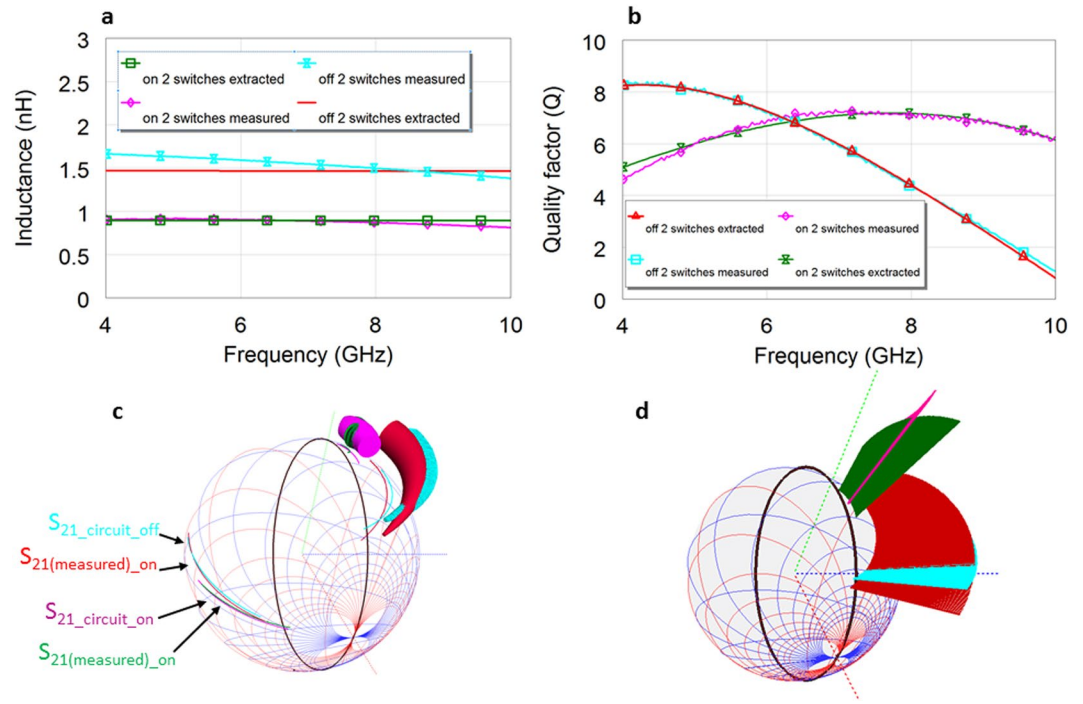 a
b
Inductance (nH)
3
2.5
2
1.5
1
0.5
0
on 2 switches extracted
off 2 switches measured
on 2 switches measured
off 2 switches extracted
4
6
8
10
Frequency (GHz)
Quality factor (Q)
10
8
6
4
2
0
off 2 switches extracted
on 2 switches measured
off 2 switches measured
on 2 switches exctracted
4
6
8
10
Frequency (GHz)
c
d
S21_circuit_off
S21(measured)_on
S21_circuit_on
S21(measured)_on